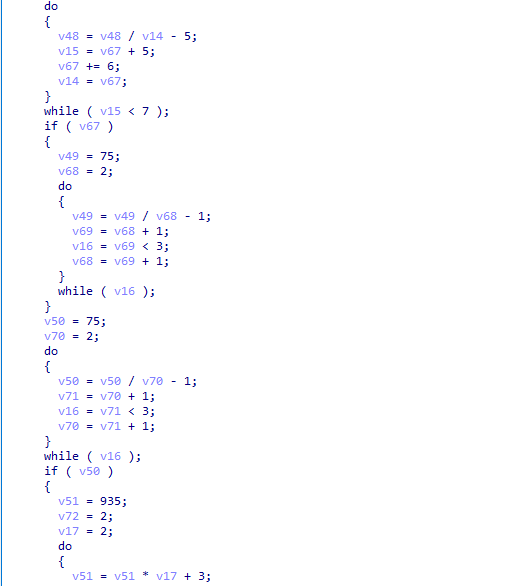 do
{
v48 = v48 / v14 - 5;
v15 = v67 + 5;
v67 += 6;
v14 = v67;
}
while ( v15 < 7 );
if ( v67 )
{
v49 = 75;
v68 = 2;
do
{
v49 = v49 / v68 - 1;
v69 = v68 + 1;
v16 = v69 < 3;
v68 = v69 + 1;
}
while ( v16 );
}
v50 = 75;
v70 = 2;
do
{
v50 = v50 / v70 - 1;
v71 = v70 + 1;
v16 = v71 < 3;
v70 = v71 + 1;
}
while ( v16 );
if ( v50 )
{
v51 = 935;
v72 = 2;
v17 = 2;
do
{
v51 = v51 * v17 + 3;